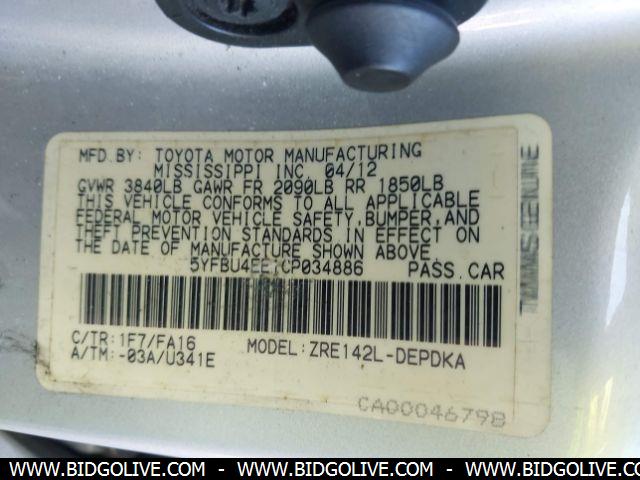 MFD.BY: TOYOTA MOTOR MANUFACTURING
MISSISSIPPI INC. 04/12
GVWR 3840LB GAWR FR 2090LB RR 1850LB
THIS VEHICLE CONFORMS TO ALL APPLICABLE
FEDERAL MOTOR VEHICLE SAFETY, BUMPER, AND
THEFT PREVENTION STANDARDS IN EFFECT ON
THE DATE OF MANUFACTURE SHOWN ABOVE.
PASS.CAR
C/TR:1F7/FA16 MODEL:ZRE142L-DEPDKA
A/TM:-03A/U341E
CA00046798
WWW.BIDGOLIVE.COM - WWW.BIDGOLIVE.COM - WWW.BIDGOLIVE.COM